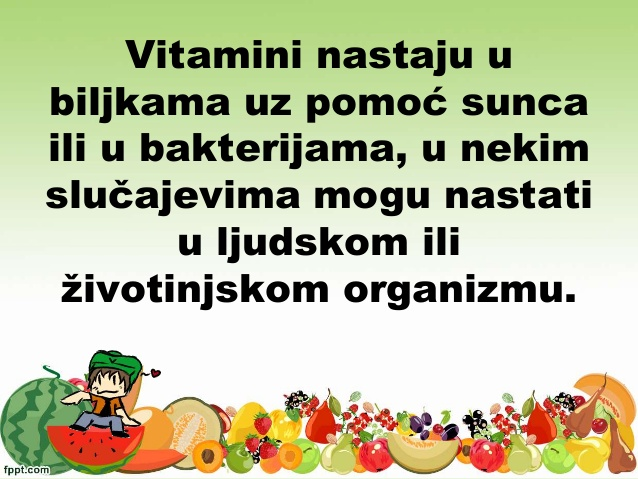 Vitamini nastaju u
biljkama uz pomoć sunca
ili u bakterijama, u nekim
slučajevima mogu nastati
u ljudskom ili
životinjskom organizmu.
fppt.com